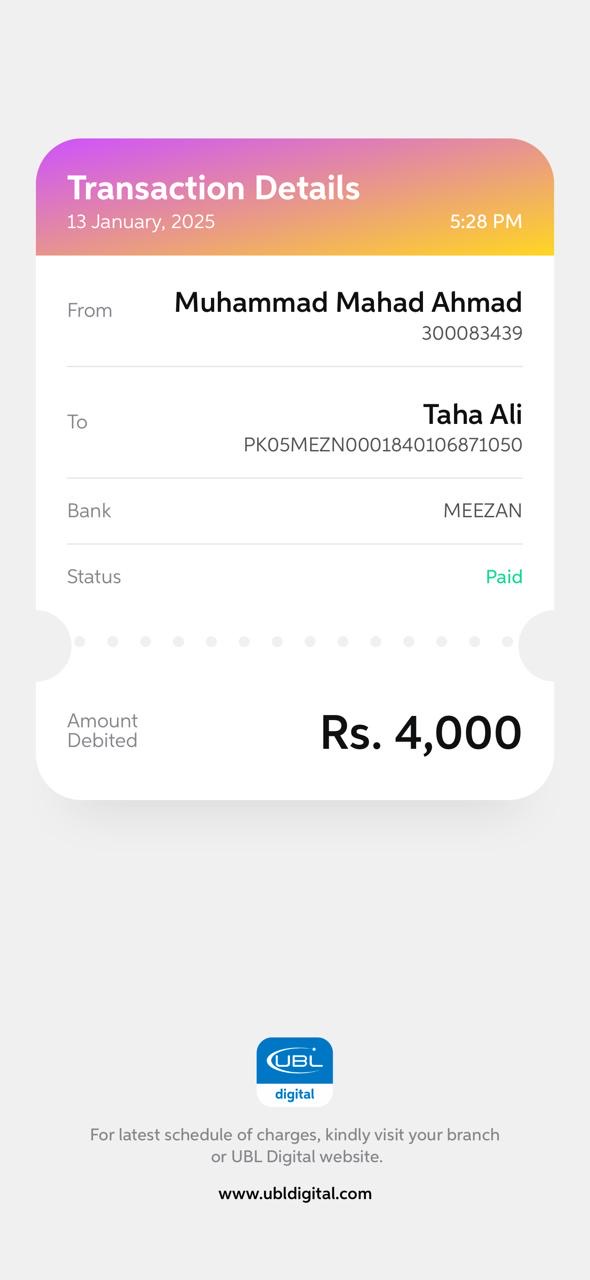 Transaction Details
13 January, 2025 5:28 PM
From Muhammad Mahad Ahmad
300083439
To Taha Ali
PK05MEZN0001840106871050
Bank MEEZAN
Status Paid
Amount
Debited Rs. 4,000
UBL
digital
For latest schedule of charges, kindly visit your branch
or UBL Digital website.
www.ubldigital.com